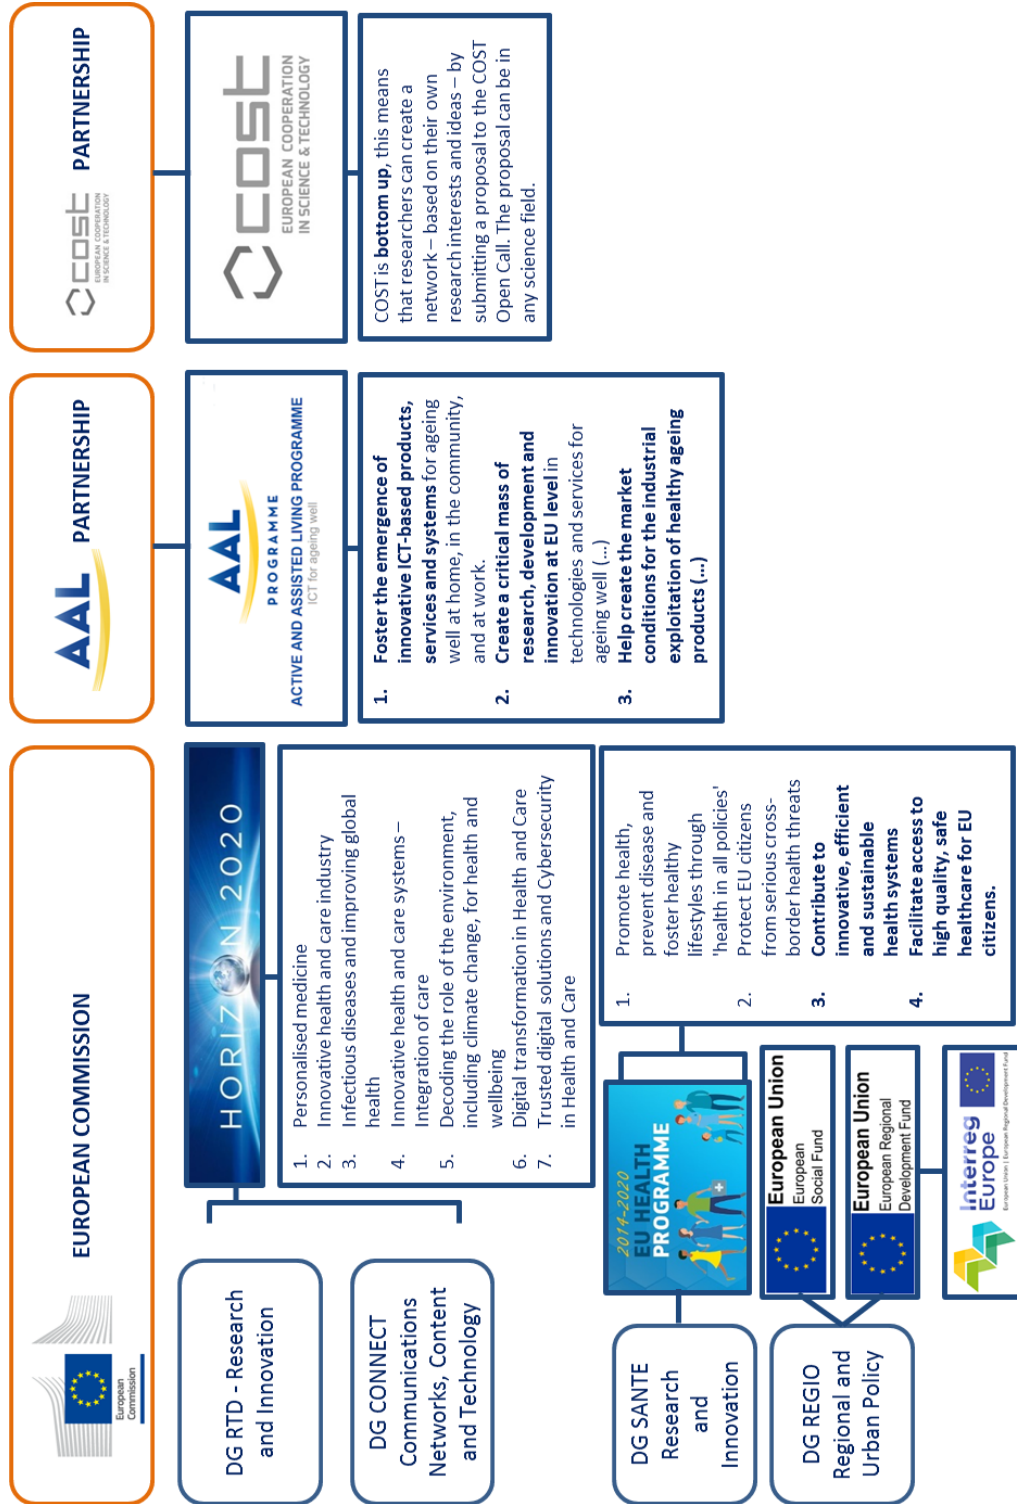 European
Commission
EUROPEAN COMMISSION
DG RTD - Research
and Innovation
DG CONNECT
Communications
Networks, Content
and Technology
HORIZON 2020
1. Personalised medicine
2. Innovative health and care industry
3. Infectious diseases and improving global
health
4. Innovative health and care systems –
Integration of care
5. Decoding the role of the environment,
including climate change, for health and
wellbeing
6. Digital transformation in Health and Care
7. Trusted digital solutions and Cybersecurity
in Health and Care
DG SANTE
Research
and
Innovation
2014-2020
EU HEALTH
PROGRAMME
1. Promote health,
prevent disease and
foster healthy
lifestyles through
'health in all policies'
2. Protect EU citizens
from serious cross-
border health threats
3. Contribute to
innovative, efficient
and sustainable
health systems
4. Facilitate access to
high quality, safe
healthcare for EU
citizens.
DG REGIO
Regional and
Urban Policy
European Union
European
Social Fund
European Union
European Regional
Development Fund
Interreg
Europe
European Union | European Regional Development Fund
AAL PARTNERSHIP
AAL
PROGRAMME
ACTIVE AND ASSISTED LIVING PROGRAMME
ICT for ageing well
1. Foster the emergence of
innovative ICT-based products,
services and systems for ageing
well at home, in the community,
and at work.
2. Create a critical mass of
research, development and
innovation at EU level in
technologies and services for
ageing well (...)
3. Help create the market
conditions for the industrial
exploitation of healthy ageing
products (...)
cost PARTNERSHIP
EUROPEAN COOPERATION
IN SCIENCE & TECHNOLOGY
cost
EUROPEAN COOPERATION
IN SCIENCE & TECHNOLOGY
COST is bottom up, this means
that researchers can create a
network – based on their own
research interests and ideas – by
submitting a proposal to the COST
Open Call. The proposal can be in
any science field.